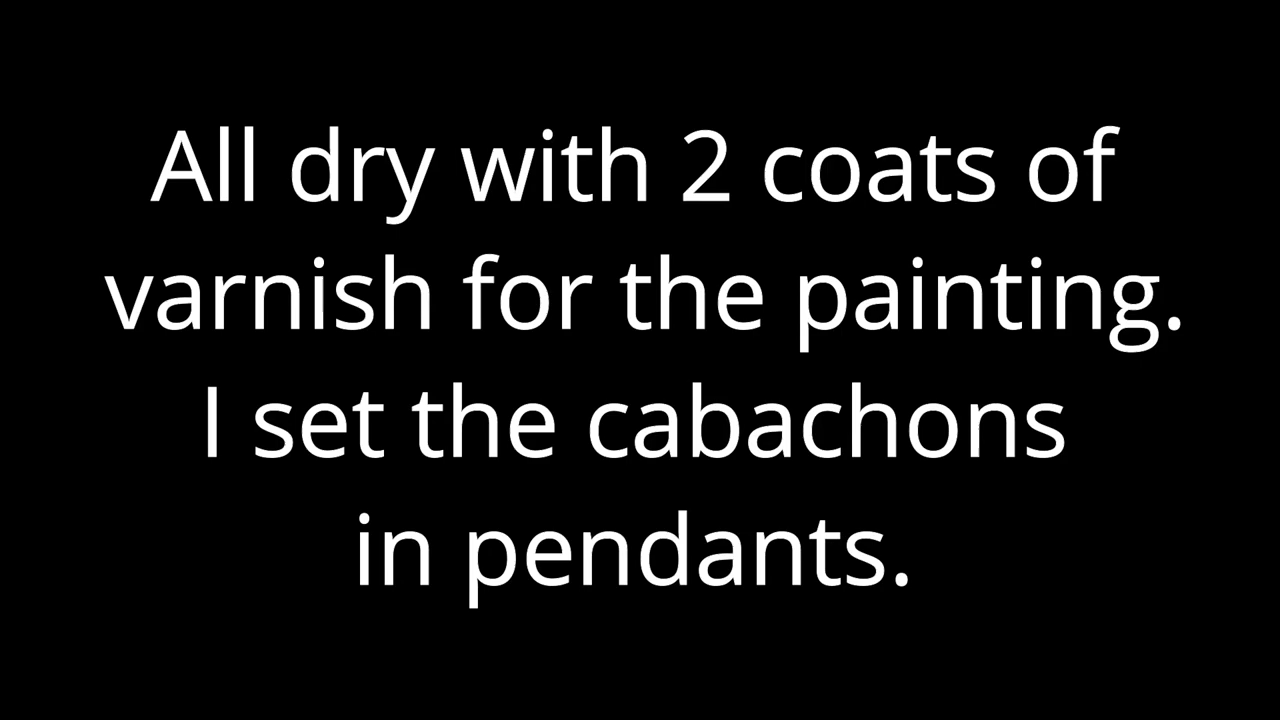 All dry with 2 coats of
varnish for the painting.
I set the cabachons
in pendants.